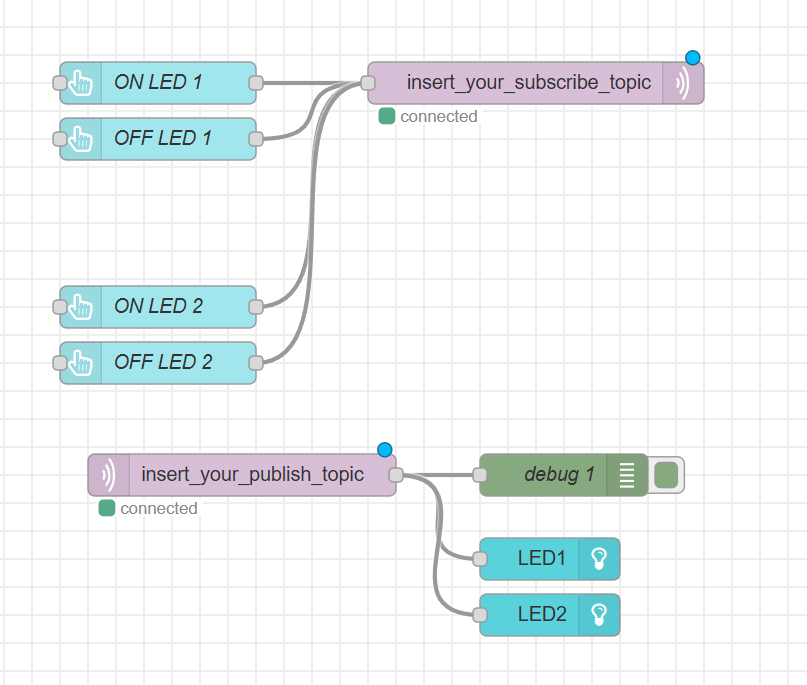 ON LED 1
insert_your_subscribe_topic
connected
OFF LED 1
ON LED 2
OFF LED 2
insert_your_publish_topic
connected
debug 1
LED1
LED2